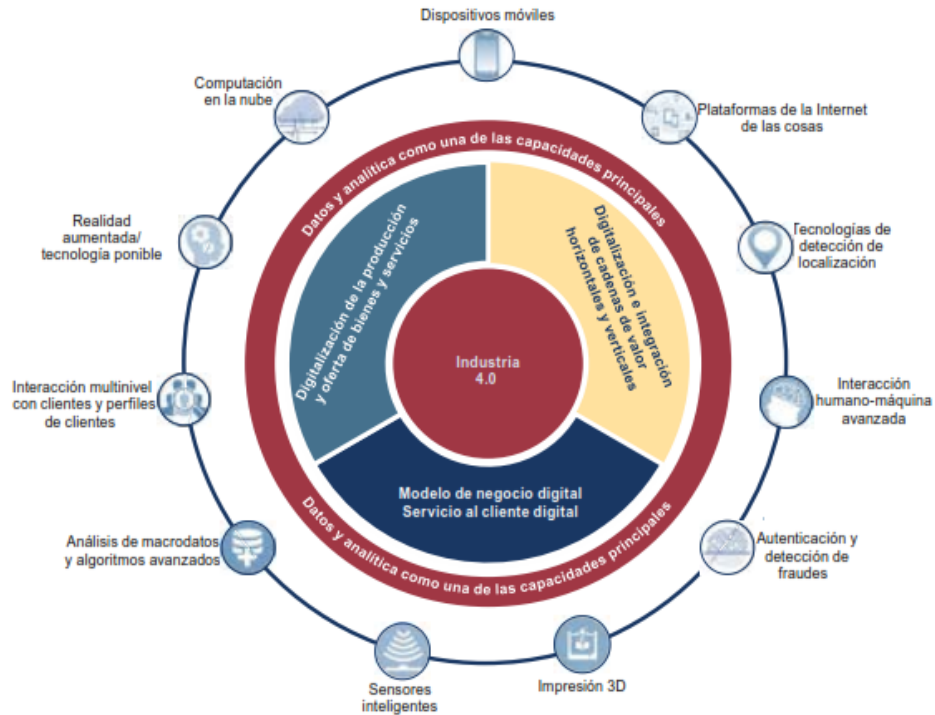 Dispositivos móviles
Computación
en la nube
Plataformas de la Internet
de las cosas
Datos y analítica como una de las capacidades principales
Realidad
aumentada/
tecnología ponible
Tecnologías de
detección de
localización
Digitalización de la producción
y oferta de bienes y servicios
Digitalización e integración
de cadenas de valor
horizontales y verticales
Industria
4.0
Interacción multinivel
con clientes y perfiles
de clientes
Interacción
humano-máquina
avanzada
Modelo de negocio digital
Servicio al cliente digital
Datos y analítica como una de las capacidades principales
Análisis de macrodatos
y algoritmos avanzados
Autenticación y
detección de
fraudes
Sensores
inteligentes
Impresión 3D